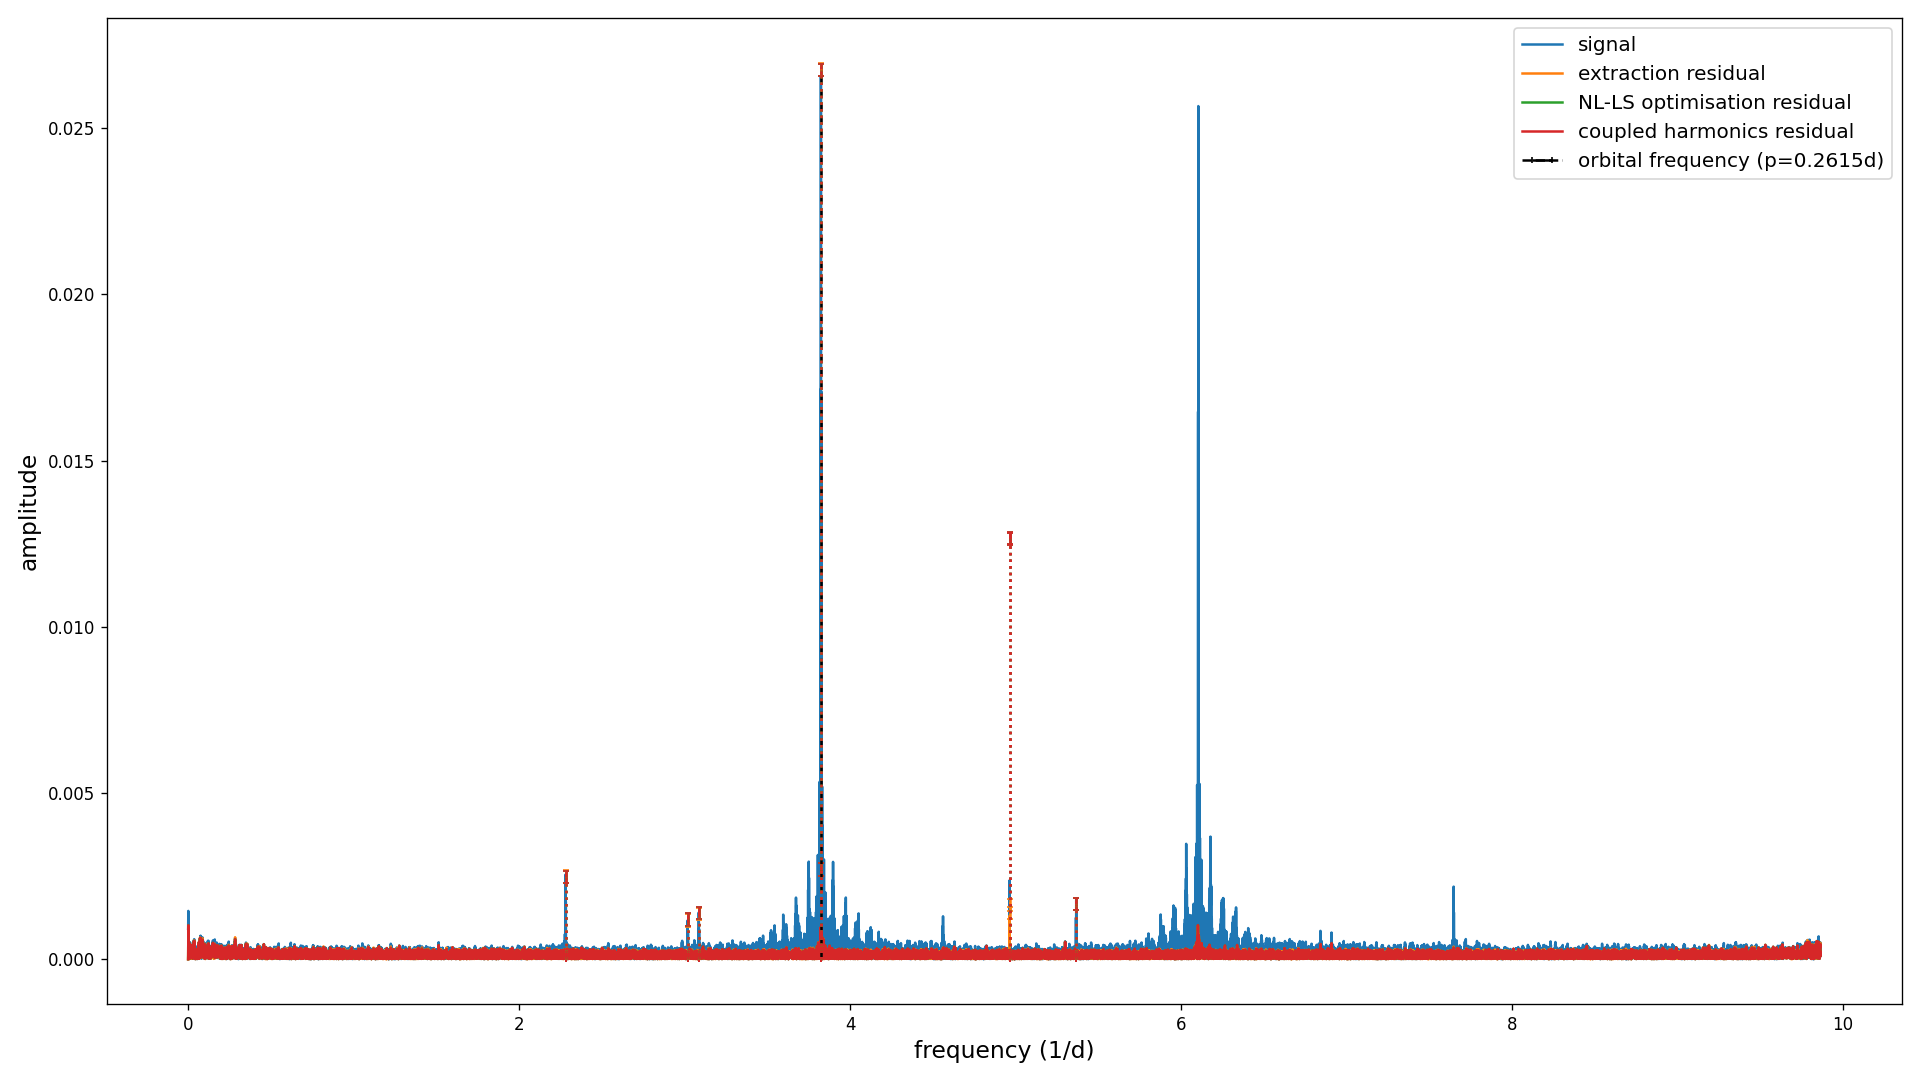 signal
extraction residual
NL-LS optimisation residual
coupled harmonics residual
orbital frequency (p=0.2615d)
0.025
0.020
0.015
0.010
0.005
0.000
amplitude
0 2 4 6 8 10
frequency (1/d)